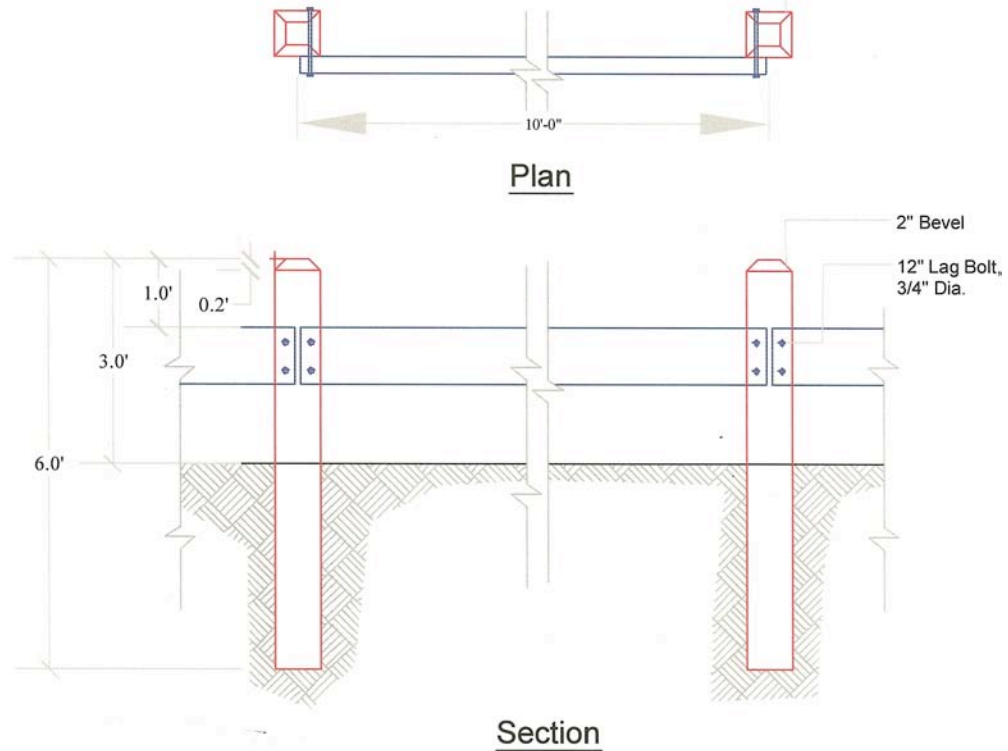 10'-0"
Plan
2" Bevel
12" Lag Bolt,
3/4" Dia.
1.0'
0.2'
3.0'
6.0'
Section